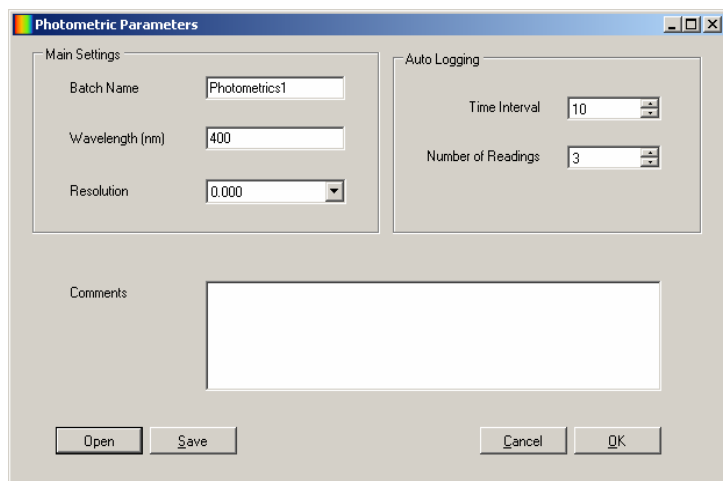 Photometric Parameters
Main Settings
Batch Name Photometrics1
Wavelength (nm) 400
Resolution 0.000
Auto Logging
Time Interval 10
Number of Readings 3
Comments
Open Save Cancel OK